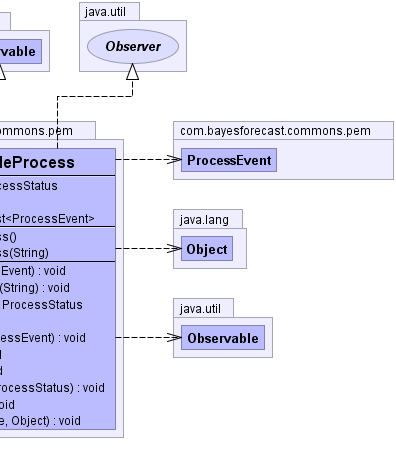 java.util
Observer
vable
ommons.pem
leProcess
cessStatus
st<ProcessEvent>
ss()
ss(String)
Event) : void
(String) : void
ProcessStatus
essEvent) : void
d
d
rocessStatus) : void
oid
e, Object) : void
com.bayesforecast.commons.pem
ProcessEvent
java.lang
Object
java.util
Observable